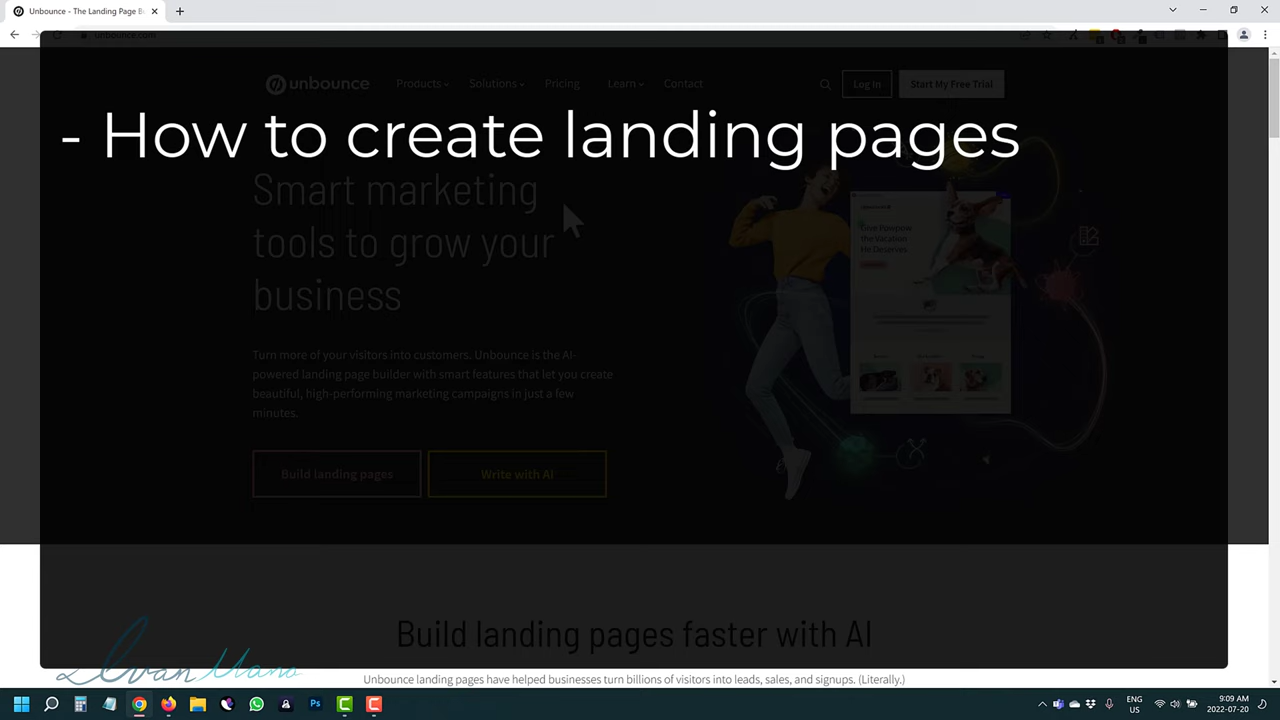 Unbounce - The Landing Page B
unbounce.com
unbounce
Products
Solutions
Pricing
Learn
Contact
Log In
Start My Free Trial
- How to create landing pages
Smart marketing
tools to grow your
business
Turn more of your visitors into customers. Unbounce is the AI-
powered landing page builder with smart features that let you create
beautiful, high-performing marketing campaigns in just a few
minutes.
Build landing pages
Write with AI
Build landing pages faster with AI
Unbounce landing pages have helped businesses turn billions of visitors into leads, sales, and signups. (Literally.)
Ivan Mana
ENG
US
9:09 AM
2022-07-20